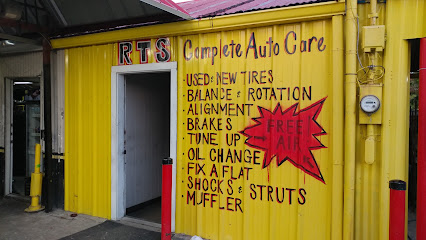 RTS Complete Auto Care
• USED & NEW TIRES
• BALANCE & ROTATION
• ALIGNMENT
• BRAKES
• TUNE UP
• OIL CHANGE
• FIX A FLAT
• SHOCKS & STRUTS
• MUFFLER
FREE
AIR